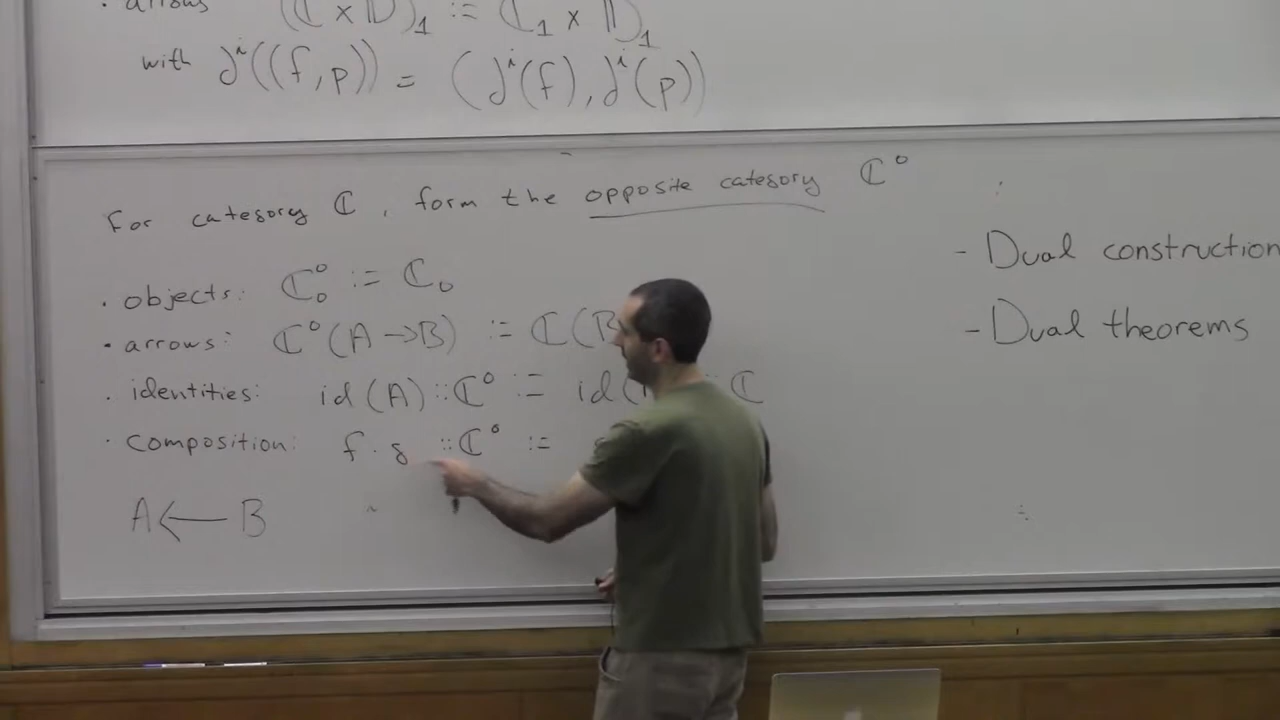 · arrows (ℂ × 𝔻)₁ := ℂ₁ × 𝔻₁
with ∂ⁱ((f, p)) = (∂ⁱ(f), ∂ⁱ(p))
For category ℂ, form the opposite category ℂ°
· objects: ℂ°₀ := ℂ₀
· arrows: ℂ°(A → B) := ℂ(B
· identities: id(A) :: ℂ° := id( :: ℂ
· composition: f · g :: ℂ° :=
A ← B
- Dual construction
- Dual theorems